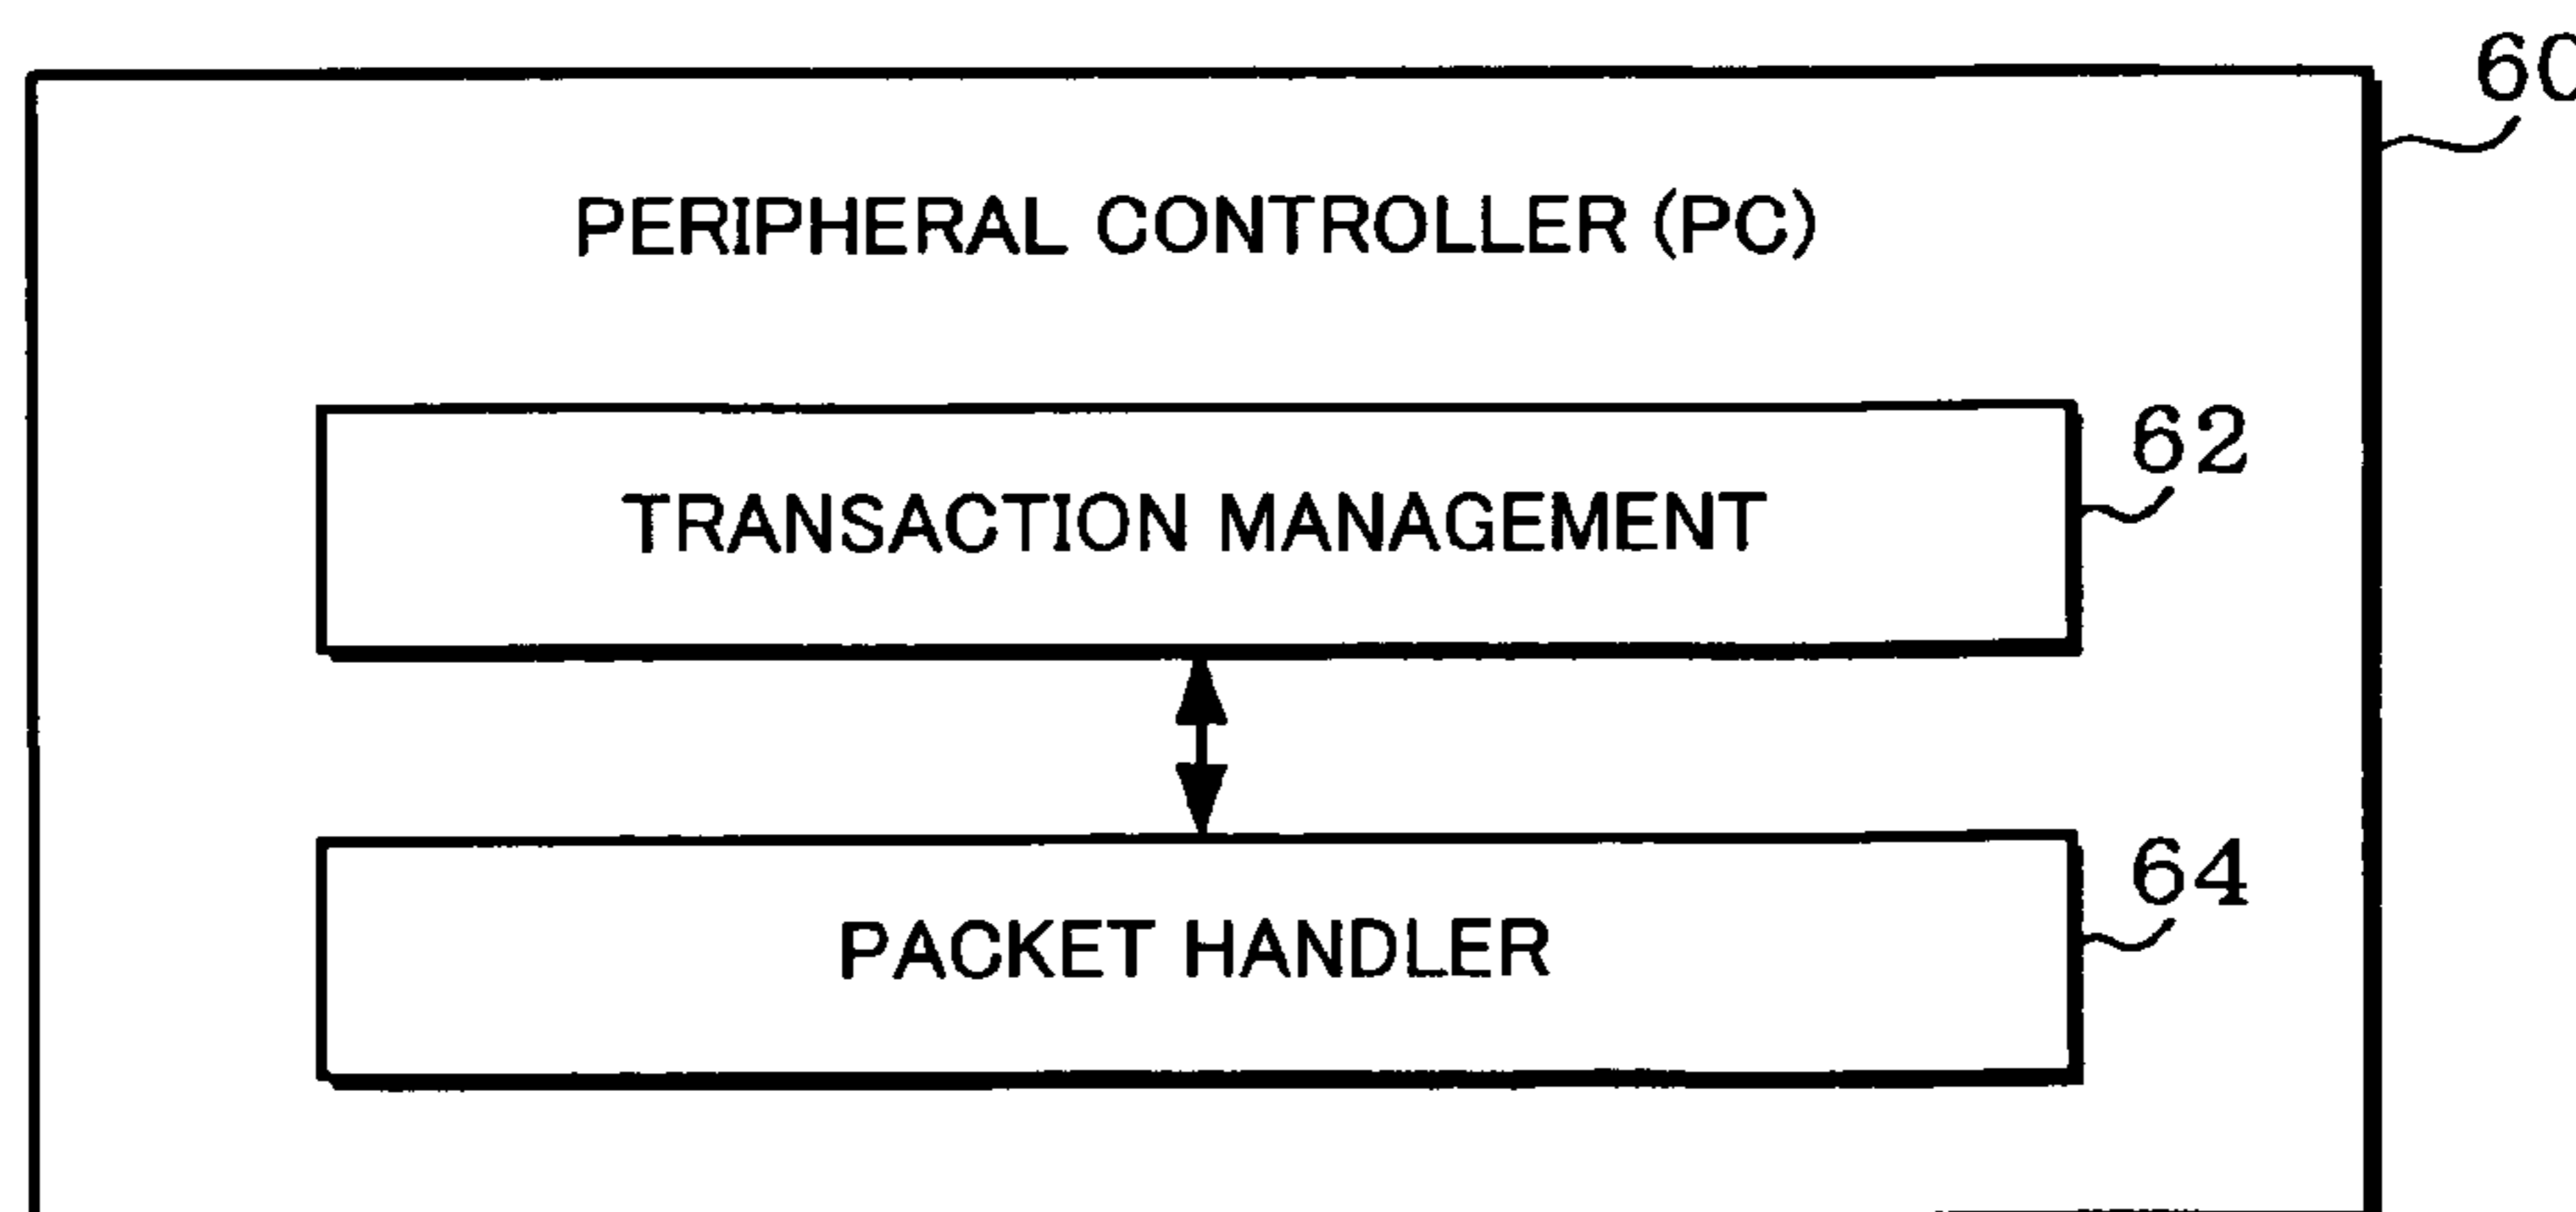 60
PERIPHERAL CONTROLLER (PC)
62
TRANSACTION MANAGEMENT
64
PACKET HANDLER